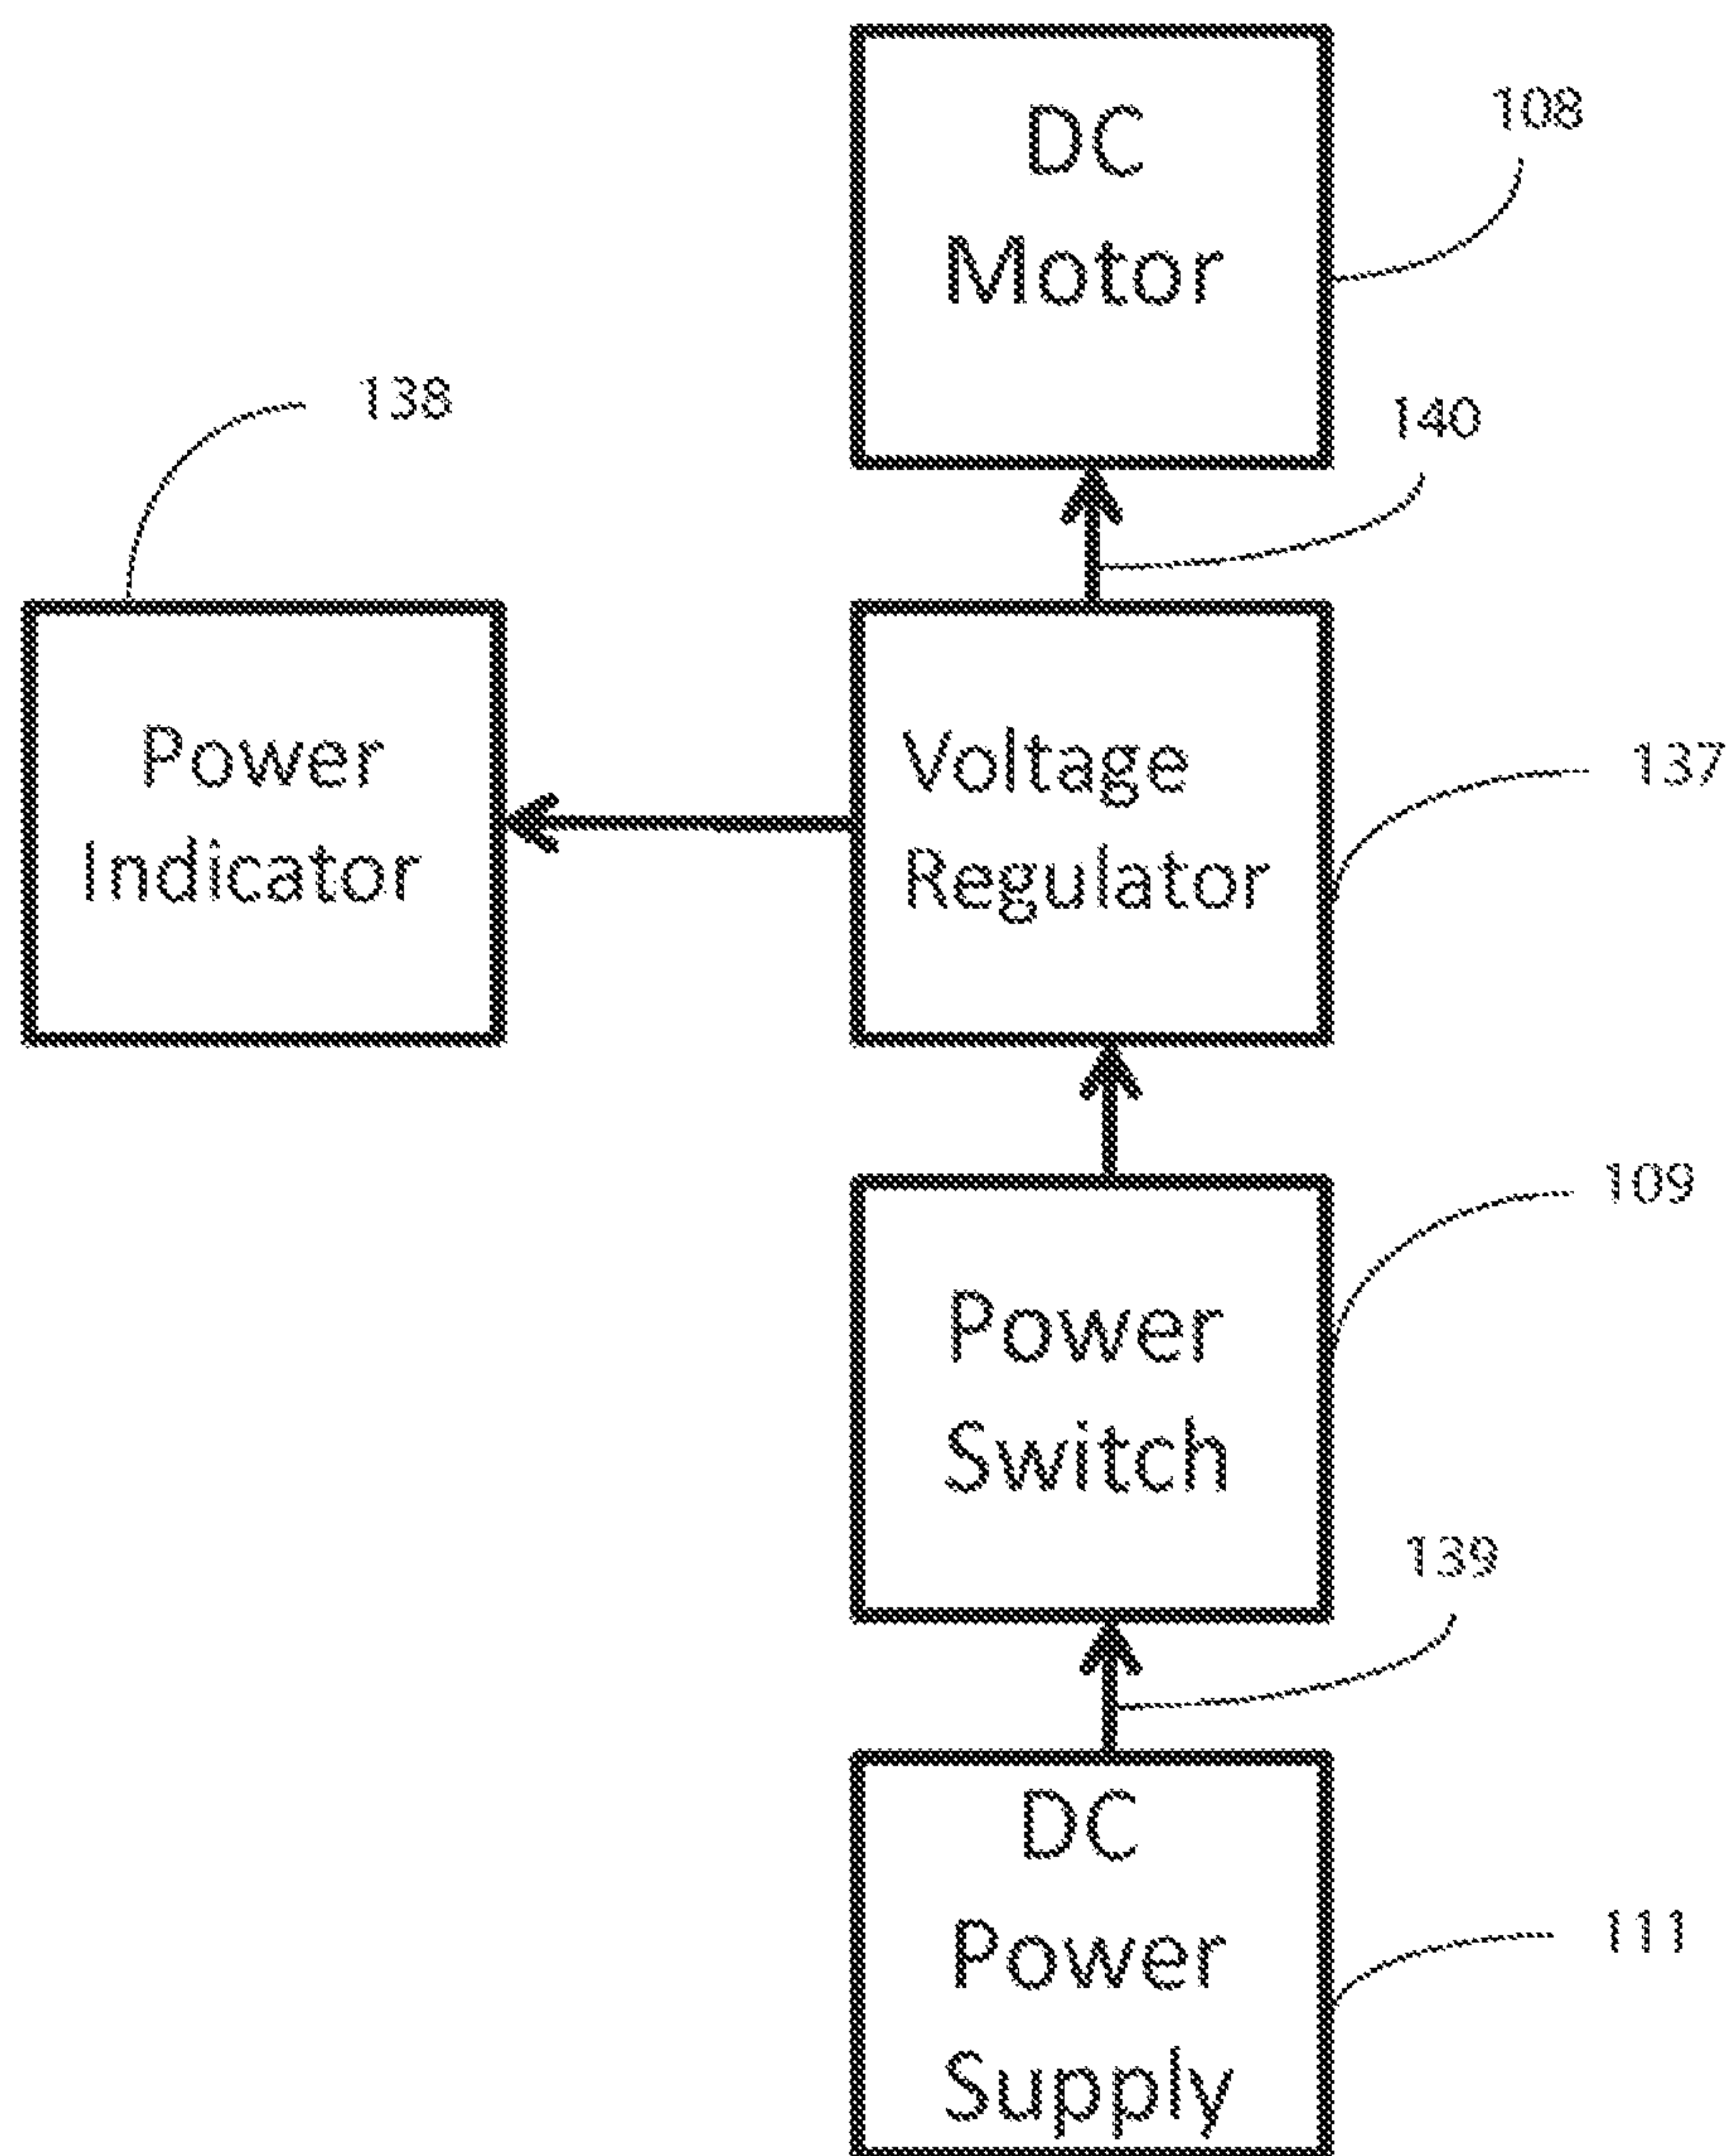 DC
Motor
108
140
138
Power
Indicator
Voltage
Regulator
137
109
Power
Switch
139
DC
Power
Supply
111